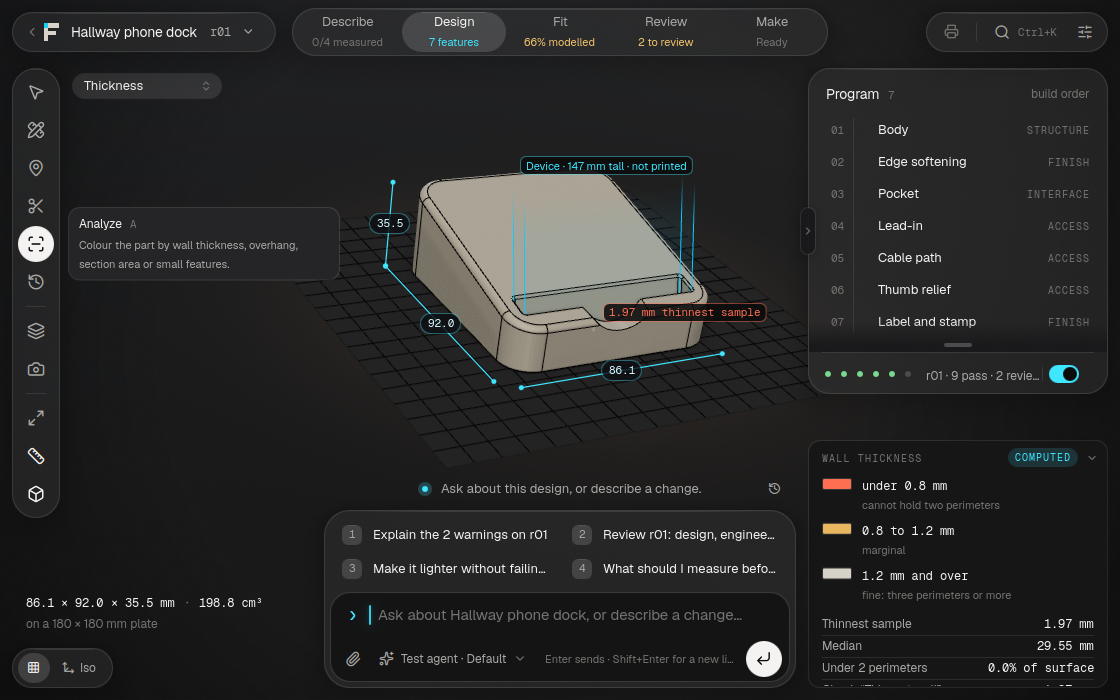 Hallway phone dock r01
Describe
0/4 measured
Design
7 features
Fit
66% modelled
Review
2 to review
Make
Ready
Ctrl+K
Thickness
Analyze A
Colour the part by wall thickness, overhang,
section area or small features.
Device · 147 mm tall · not printed
35.5
92.0
86.1
1.97 mm thinnest sample
Program 7
build order
01 Body STRUCTURE
02 Edge softening FINISH
03 Pocket INTERFACE
04 Lead-in ACCESS
05 Cable path ACCESS
06 Thumb relief ACCESS
07 Label and stamp FINISH
r01 · 9 pass · 2 revie…
WALL THICKNESS COMPUTED
under 0.8 mm
cannot hold two perimeters
0.8 to 1.2 mm
marginal
1.2 mm and over
fine: three perimeters or more
Thinnest sample 1.97 mm
Median 29.55 mm
Under 2 perimeters 0.0% of surface
Ask about this design, or describe a change.
1 Explain the 2 warnings on r01
2 Review r01: design, enginee…
3 Make it lighter without failin…
4 What should I measure befo…
Ask about Hallway phone dock, or describe a change…
Test agent · Default
Enter sends · Shift+Enter for a new li…
86.1 × 92.0 × 35.5 mm · 198.8 cm³
on a 180 × 180 mm plate
Iso